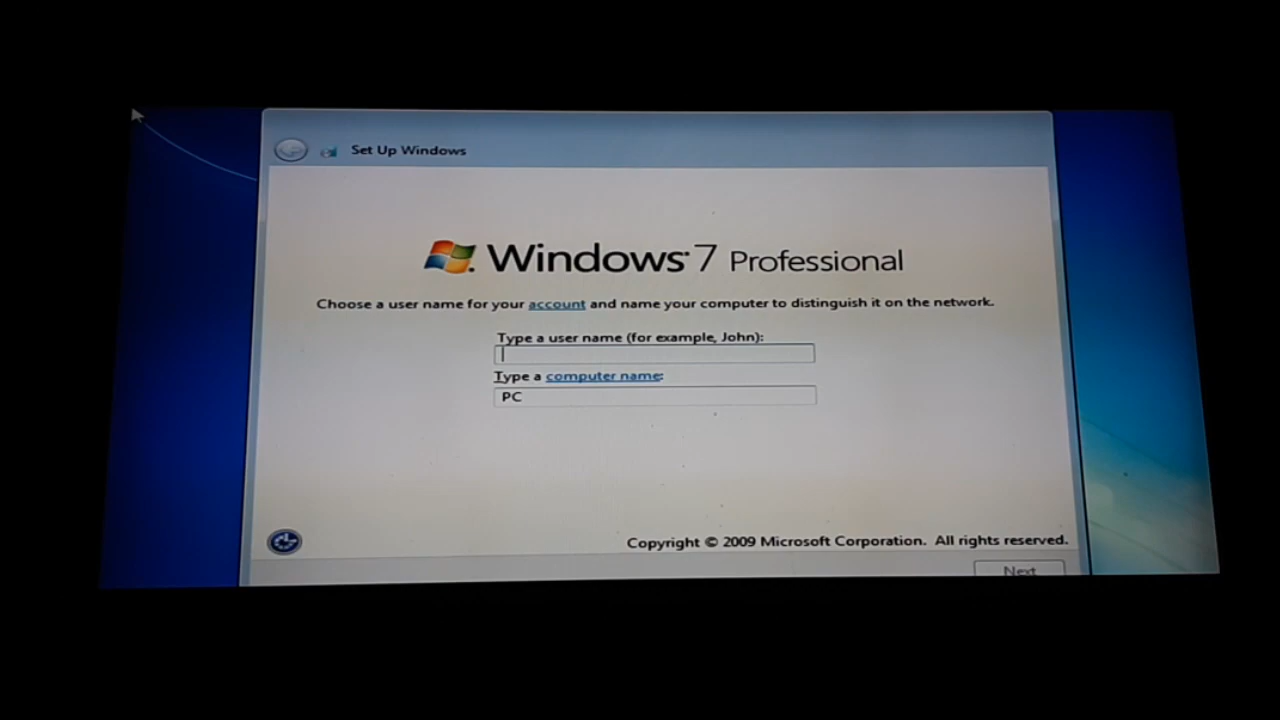 Set Up Windows
Windows 7 Professional
Choose a user name for your account and name your computer to distinguish it on the network.
Type a user name (for example, John):
Type a computer name:
PC
Copyright © 2009 Microsoft Corporation. All rights reserved.
Next